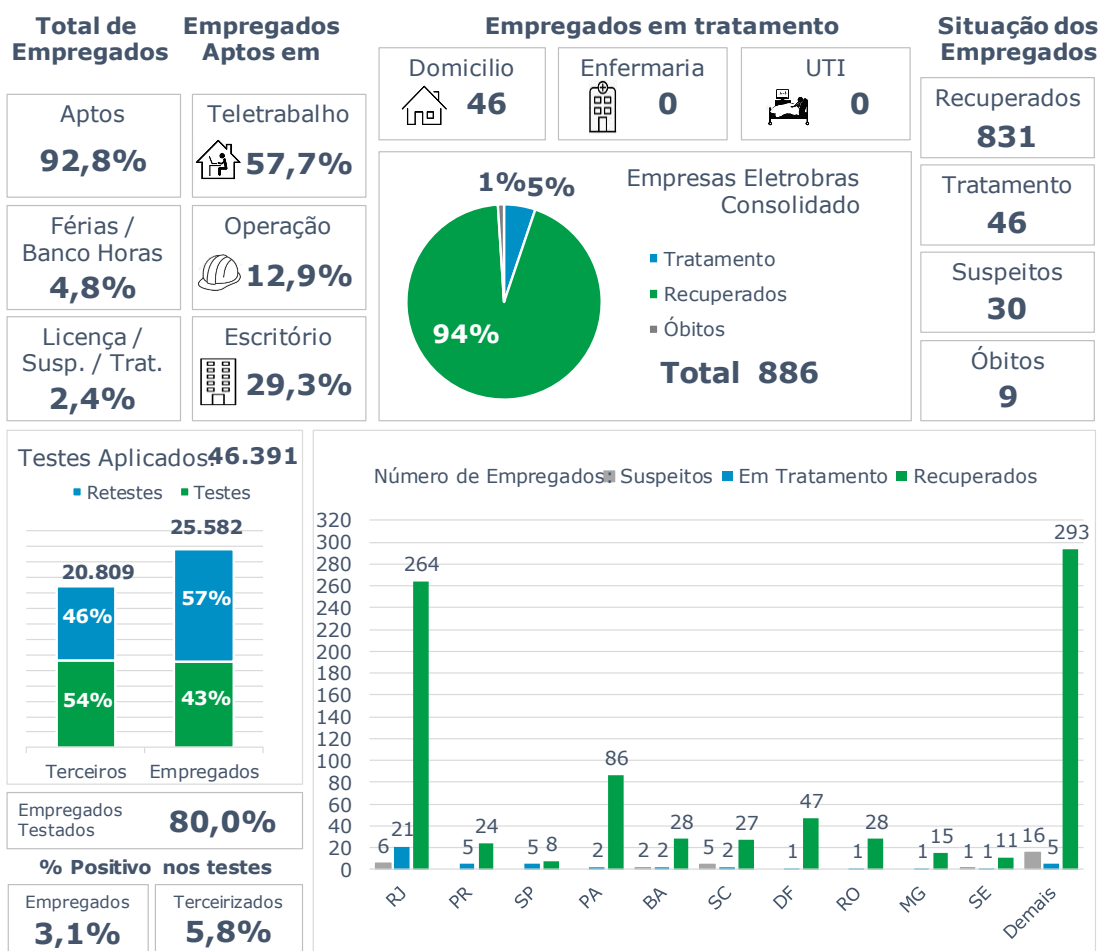 Total de
Empregados
Aptos
92,8%
Férias /
Banco Horas
4,8%
Licença /
Susp. / Trat.
2,4%
Empregados
Aptos em
Teletrabalho
57,7%
Operação
12,9%
Escritório
29,3%
Empregados em tratamento
Domicilio
46
Enfermaria
0
UTI
0
Empresas Eletrobras
Consolidado
1%
5%
94%
Tratamento
Recuperados
Óbitos
Total 886
Situação dos
Empregados
Recuperados
831
Tratamento
46
Suspeitos
30
Óbitos
9
Testes Aplicados: 46.391
Retestes Testes
25.582
20.809
57%
46%
54%
43%
Terceiros Empregados
Empregados
Testados
80,0%
% Positivo nos testes
Empregados
3,1%
Terceirizados
5,8%
Número de Empregados: Suspeitos Em Tratamento Recuperados
320
300
280
260
240
220
200
180
160
140
120
100
80
60
40
20
0
6 21 264
5 24
5 8
2 86
2 2 28
5 2 27
1 47
1 28
1 15
1 1 11
16 5 293
RJ PR SP PA BA SC DF RO MG SE Demais